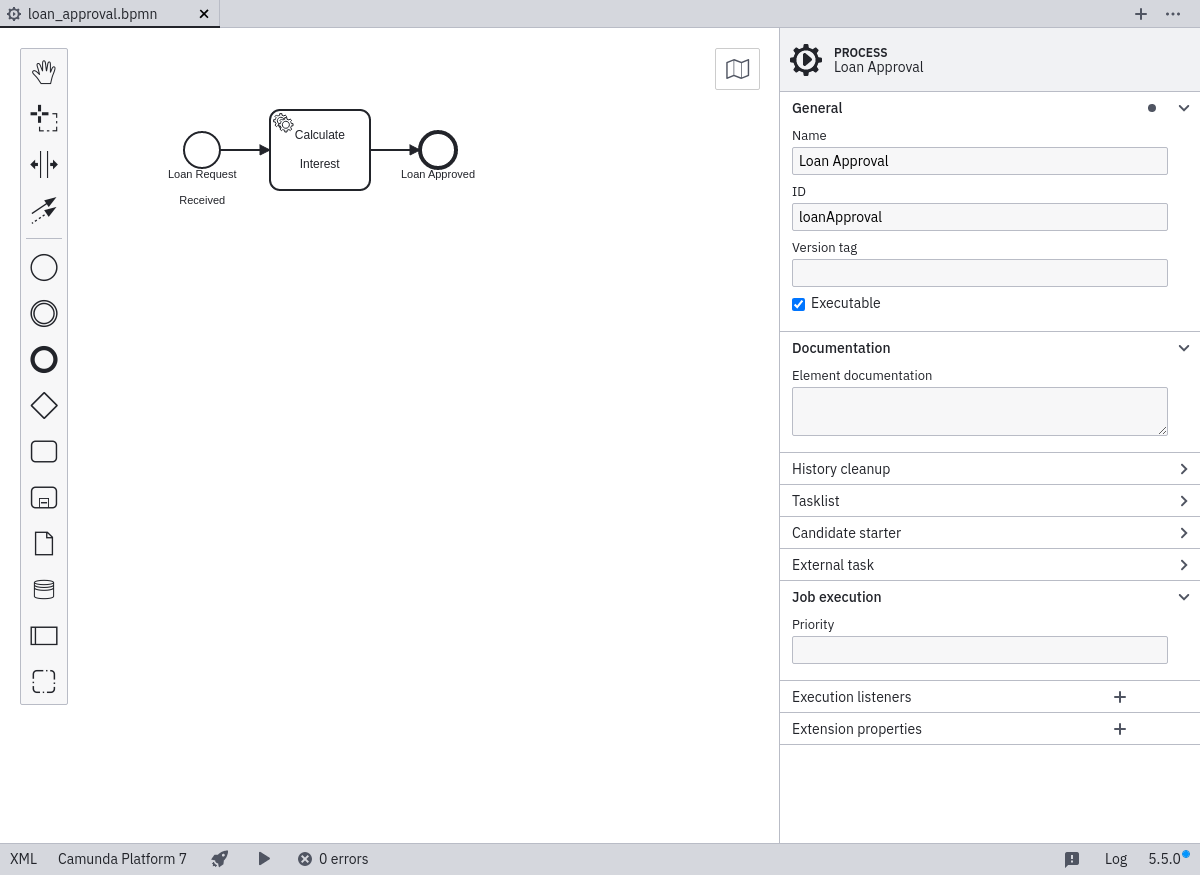 loan_approval.bpmn
Loan Request
Received
Calculate
Interest
Loan Approved
PROCESS
Loan Approval
General
Name
Loan Approval
ID
loanApproval
Version tag
Executable
Documentation
Element documentation
History cleanup
Tasklist
Candidate starter
External task
Job execution
Priority
Execution listeners
Extension properties
XML
Camunda Platform 7
0 errors
Log
5.5.0